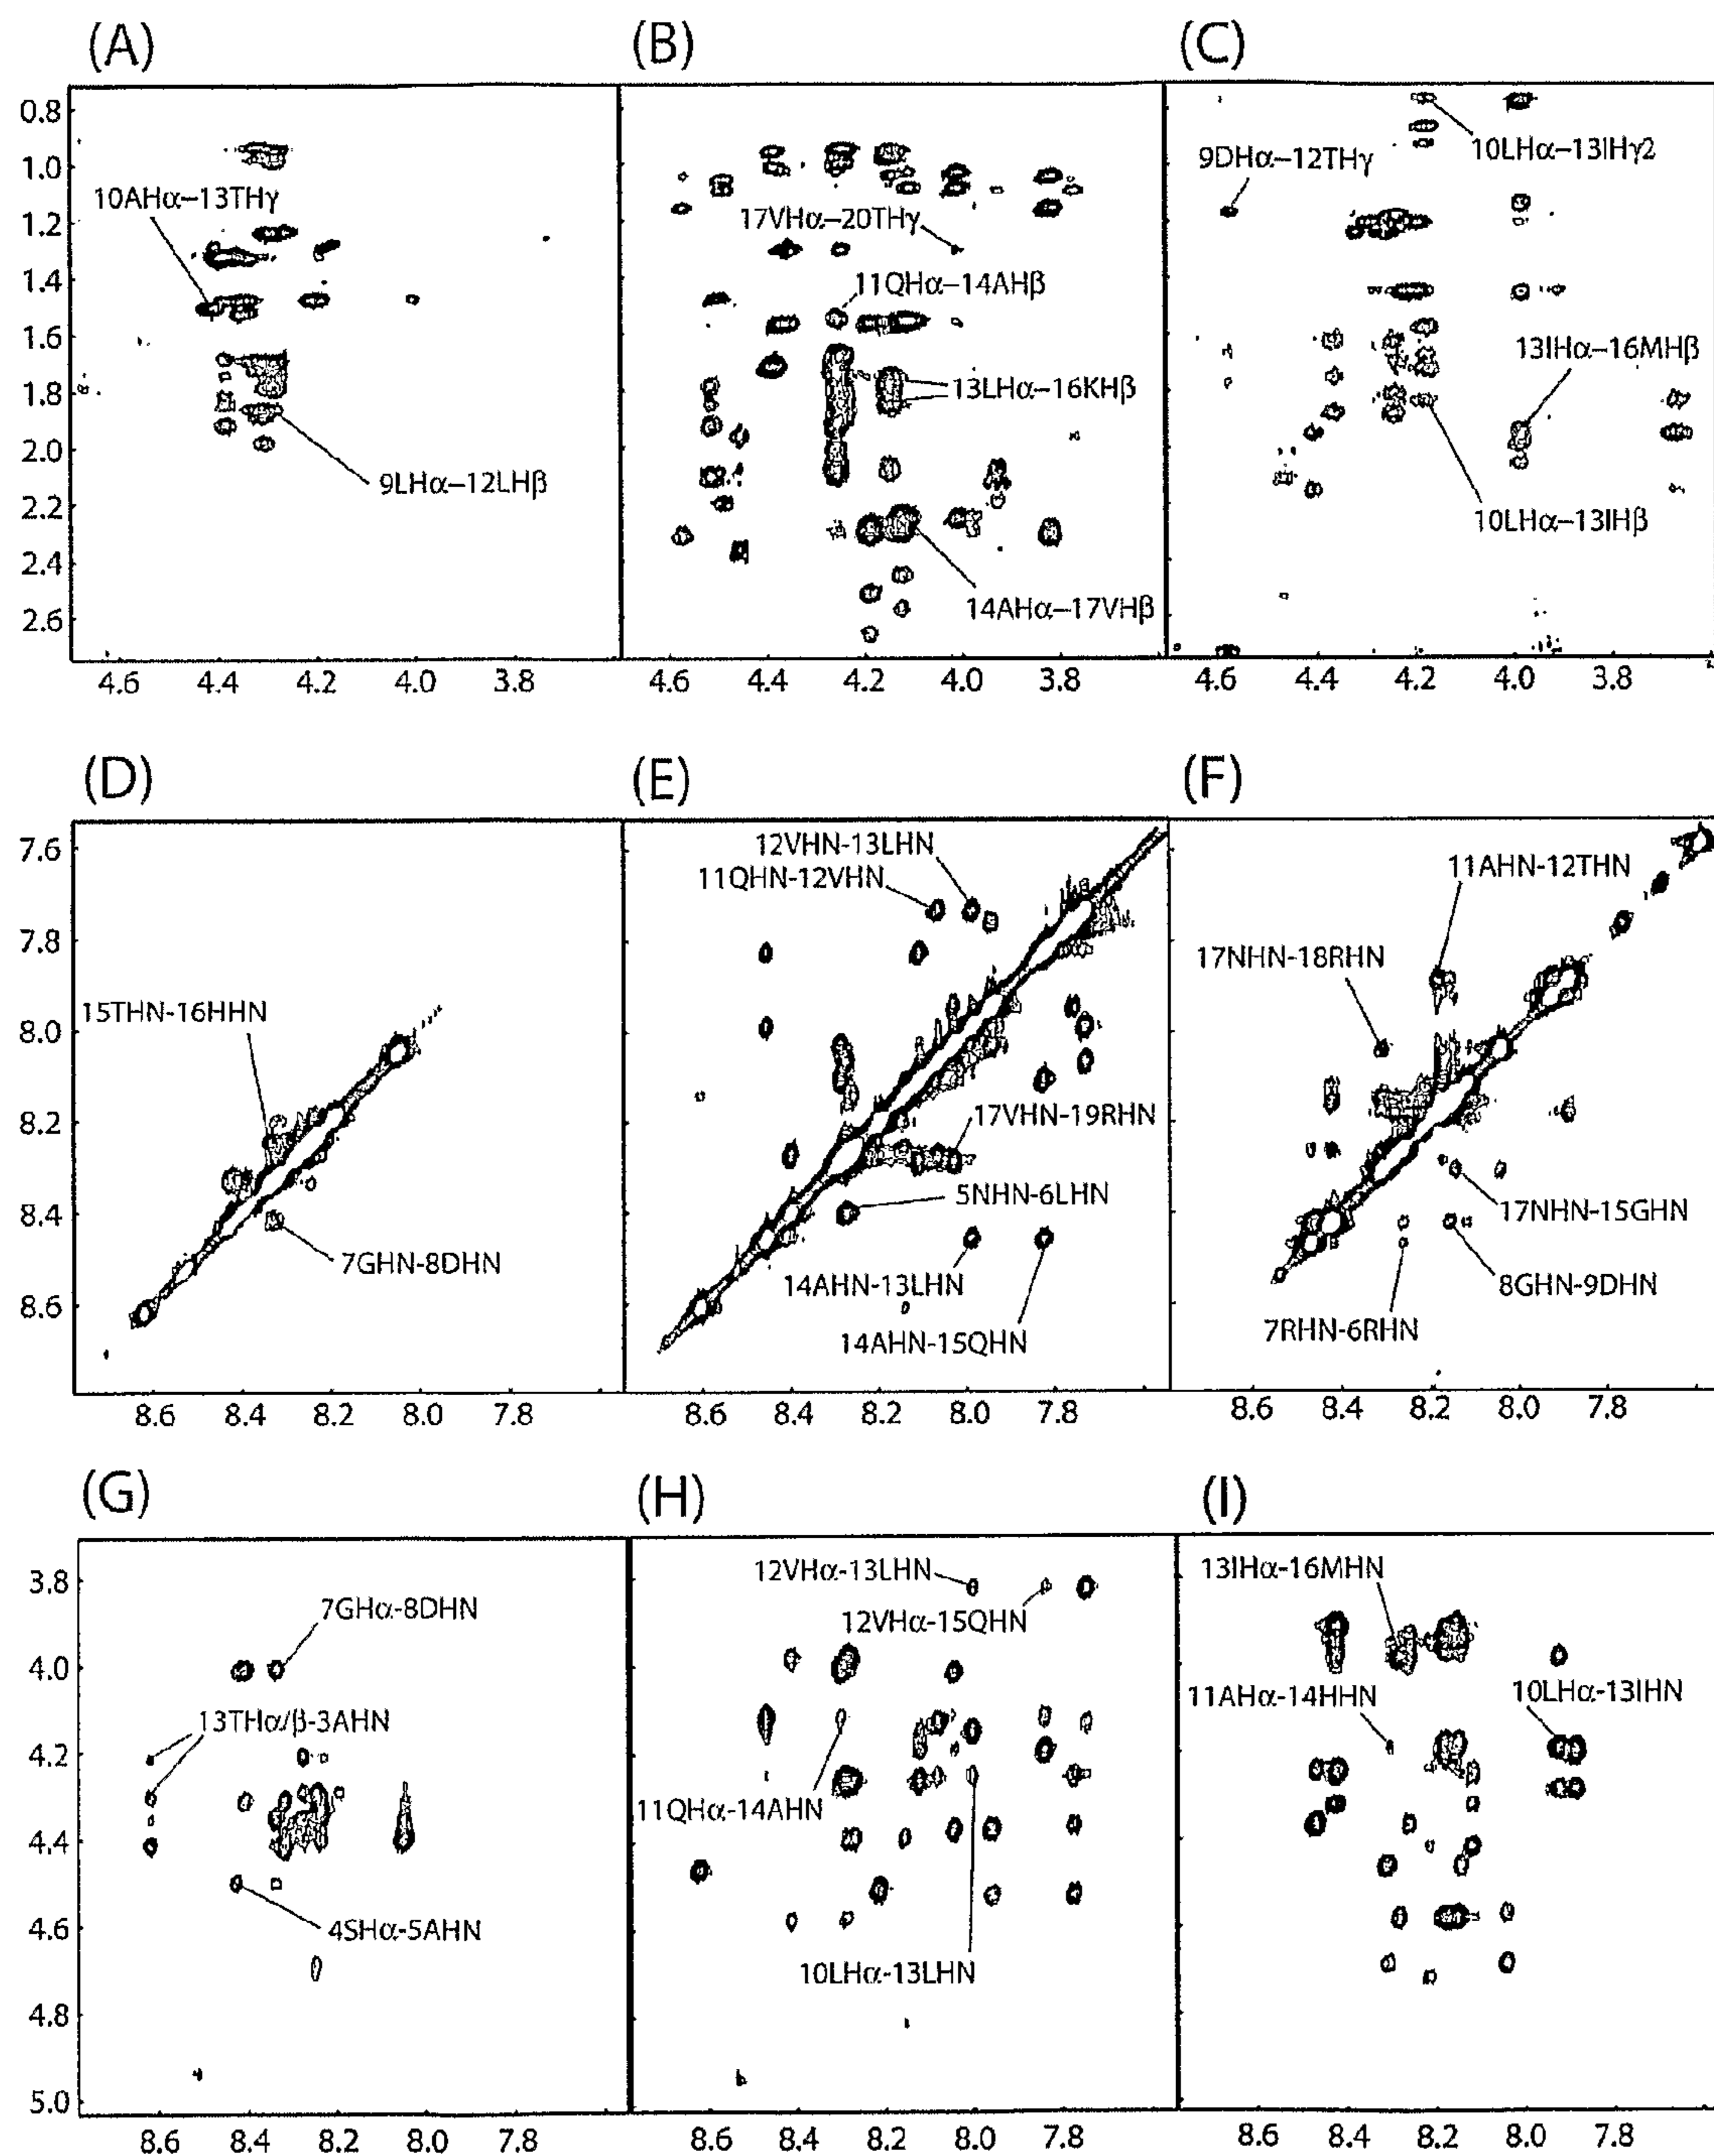 (A) (B) (C)
0.8
1.0
1.2
1.4
1.6
1.8
2.0
2.2
2.4
2.6
10AHα–13THγ
9LHα–12LHβ
17VHα–20THγ
11QHα–14AHβ
13LHα–16KHβ
14AHα–17VHβ
9DHα–12THγ
10LHα–13IHγ2
13IHα–16MHβ
10LHα–13IHβ
4.6 4.4 4.2 4.0 3.8 4.6 4.4 4.2 4.0 3.8 4.6 4.4 4.2 4.0 3.8
(D) (E) (F)
7.6
7.8
8.0
8.2
8.4
8.6
15THN-16HHN
7GHN-8DHN
12VHN-13LHN
11QHN-12VHN
17VHN-19RHN
5NHN-6LHN
14AHN-13LHN
14AHN-15QHN
11AHN-12THN
17NHN-18RHN
17NHN-15GHN
8GHN-9DHN
7RHN-6RHN
8.6 8.4 8.2 8.0 7.8 8.6 8.4 8.2 8.0 7.8 8.6 8.4 8.2 8.0 7.8
(G) (H) (I)
3.8
4.0
4.2
4.4
4.6
4.8
5.0
7GHα-8DHN
13THα/β-3AHN
4SHα-5AHN
12VHα-13LHN
12VHα-15QHN
11QHα-14AHN
10LHα-13LHN
13IHα-16MHN
11AHα-14HHN
10LHα-13IHN
8.6 8.4 8.2 8.0 7.8 8.6 8.4 8.2 8.0 7.8 8.6 8.4 8.2 8.0 7.8